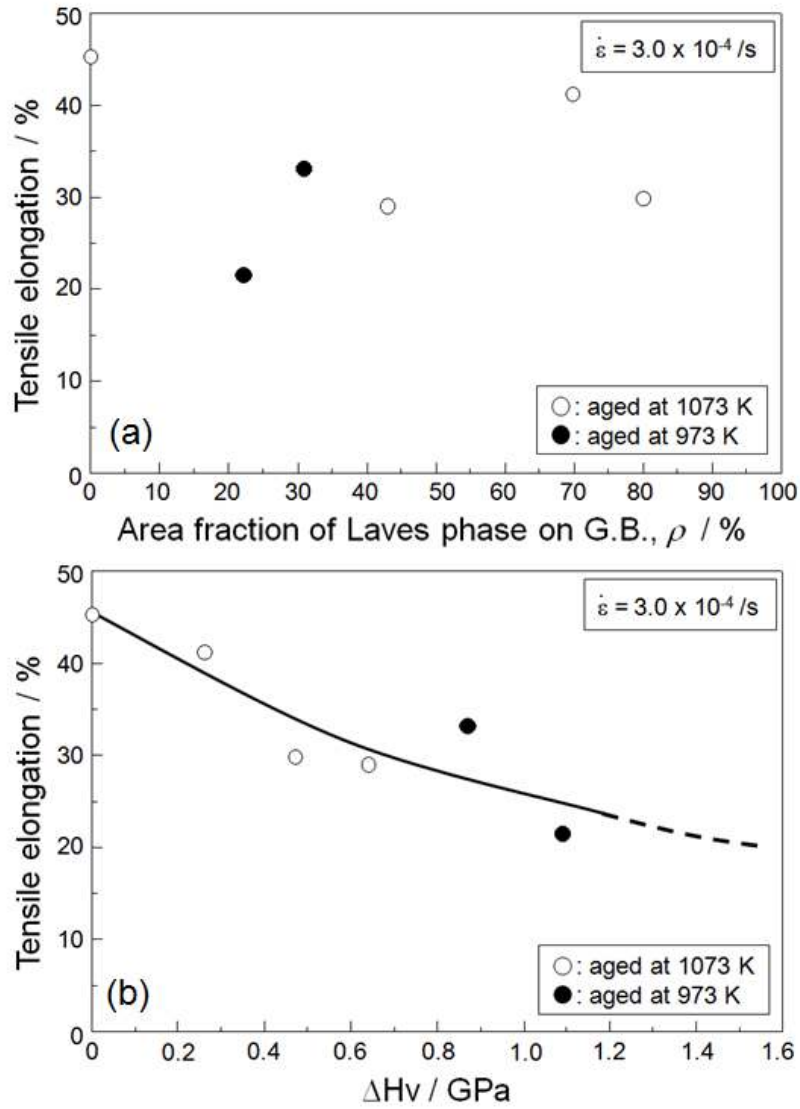 50
40
30
20
10
0
Tensile elongation / %
ε̇ = 3.0 x 10⁻⁴ /s
(a)
○: aged at 1073 K
●: aged at 973 K
0 10 20 30 40 50 60 70 80 90 100
Area fraction of Laves phase on G.B., ρ / %
50
40
30
20
10
0
Tensile elongation / %
ε̇ = 3.0 x 10⁻⁴ /s
(b)
○: aged at 1073 K
●: aged at 973 K
0 0.2 0.4 0.6 0.8 1.0 1.2 1.4 1.6
ΔHv / GPa